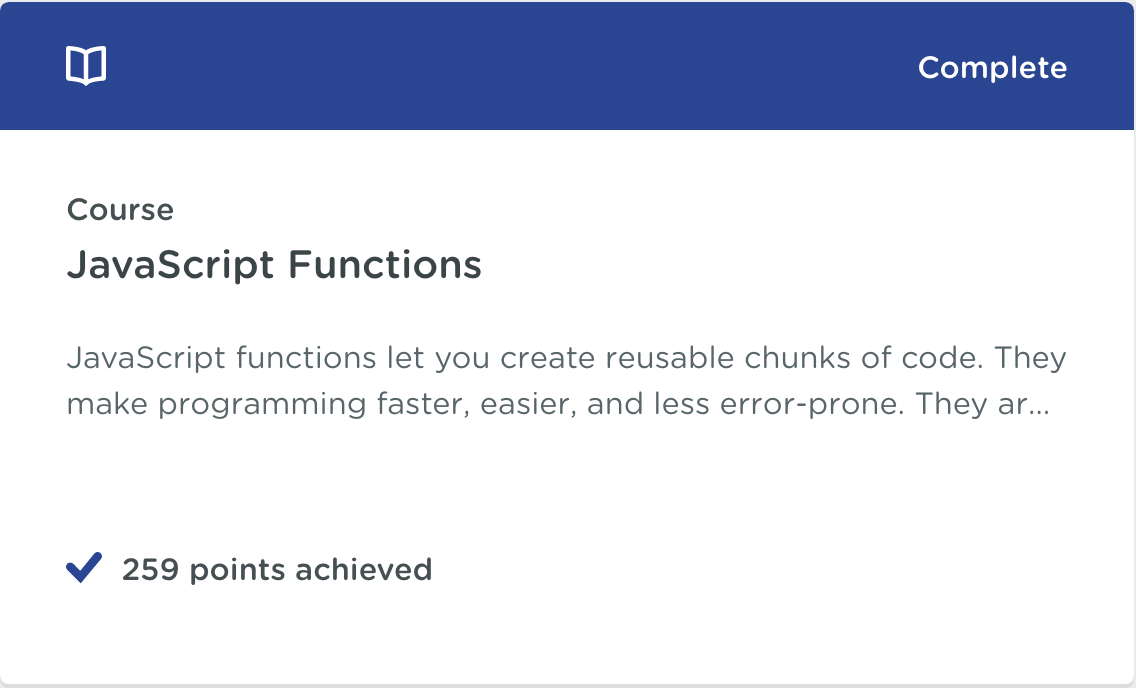 Complete
Course
JavaScript Functions
JavaScript functions let you create reusable chunks of code. They
make programming faster, easier, and less error-prone. They ar...
259 points achieved